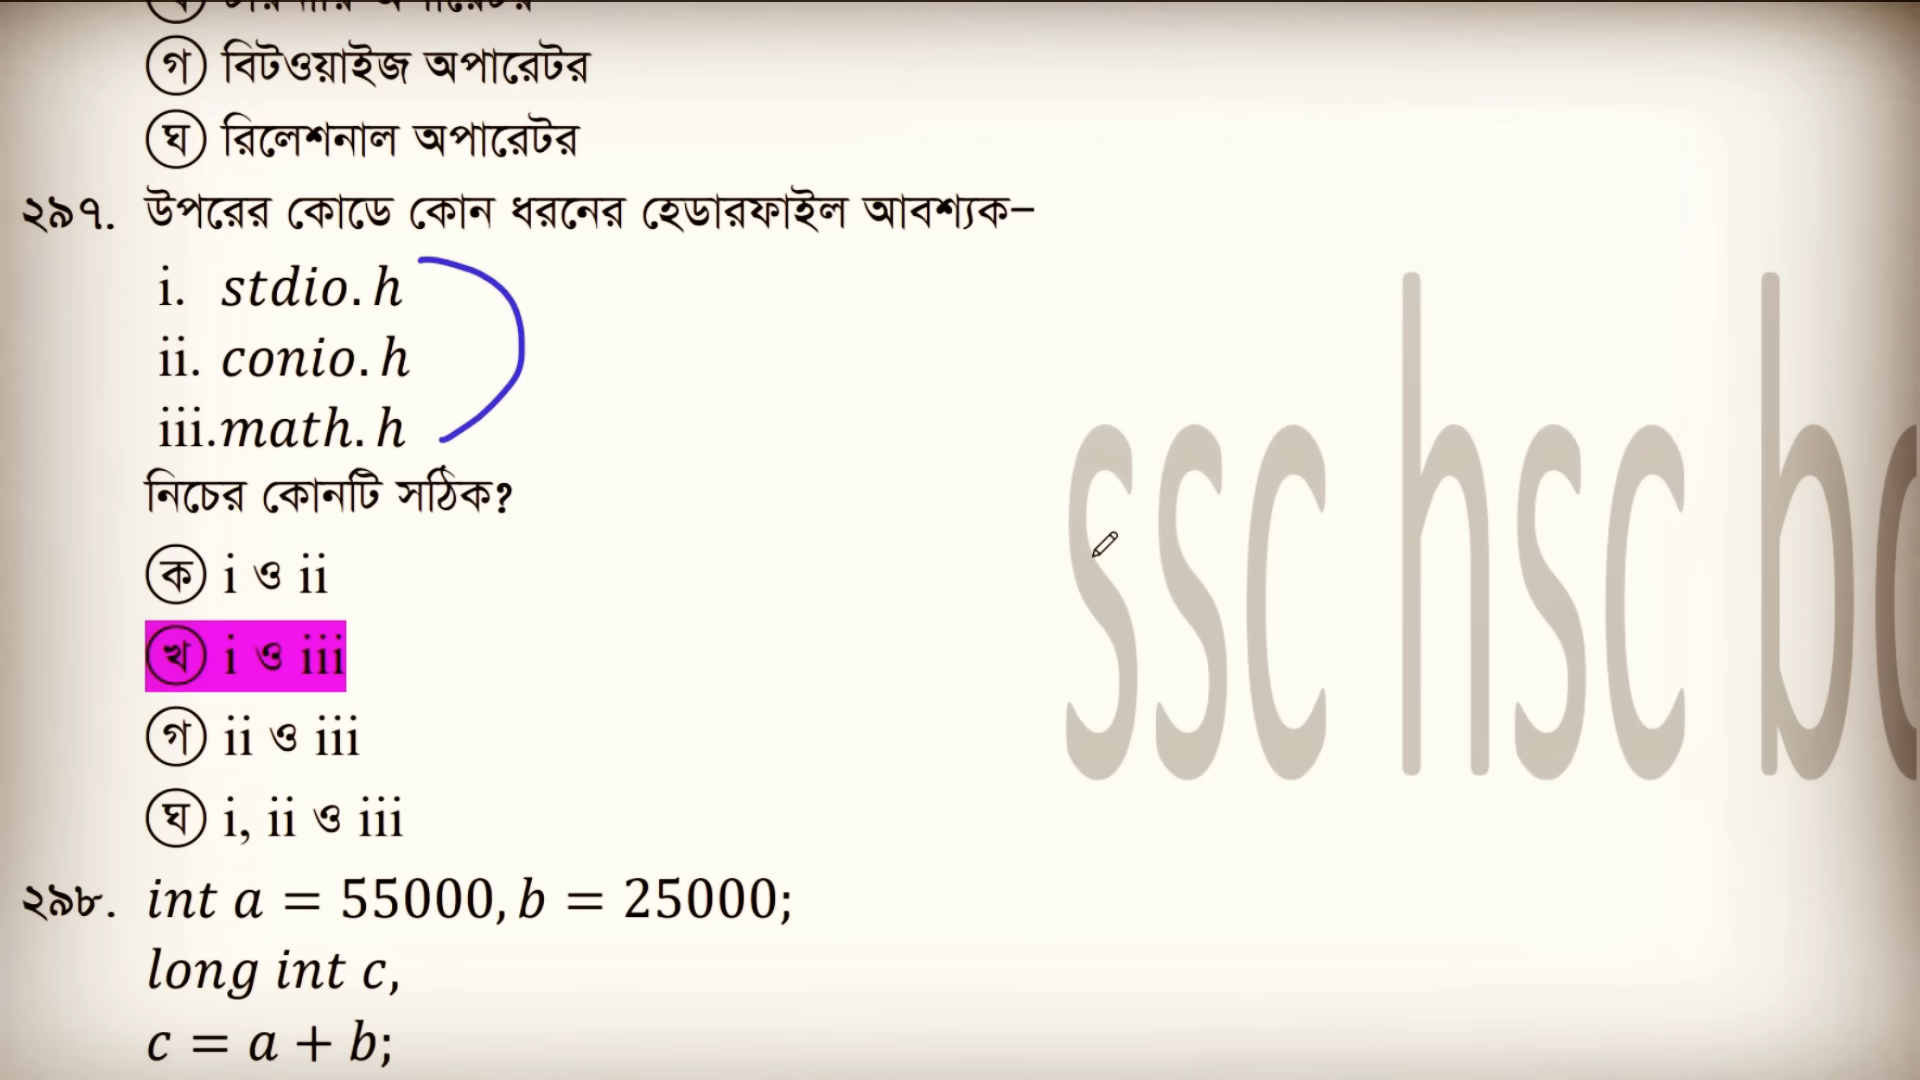 গ বিটওয়াইজ অপারেটর
ঘ রিলেশনাল অপারেটর
২৯৭. উপরের কোডে কোন ধরনের হেডারফাইল আবশ্যক–
i. stdio.h
ii. conio.h
iii. math.h
নিচের কোনটি সঠিক?
ক i ও ii
খ i ও iii
গ ii ও iii
ঘ i, ii ও iii
২৯৮. int a = 55000, b = 25000;
long int c,
c = a + b;
ssc hsc